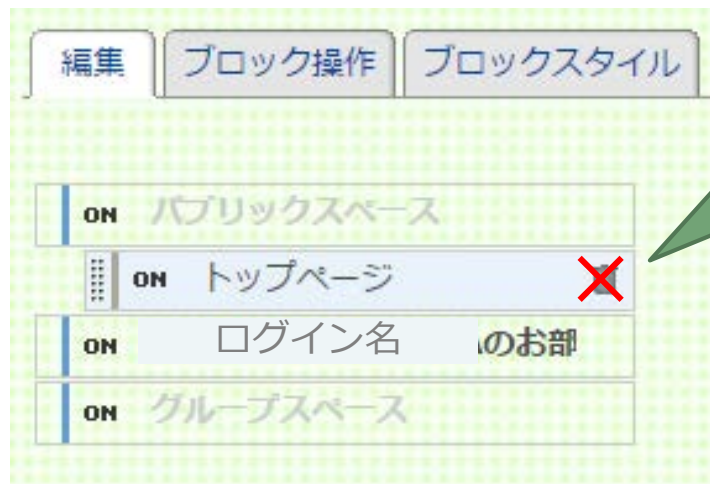 編集 ブロック操作 ブロックスタイル
ON パブリックスペース
ON トップページ
ON ログイン名 のお部
ON グループスペース